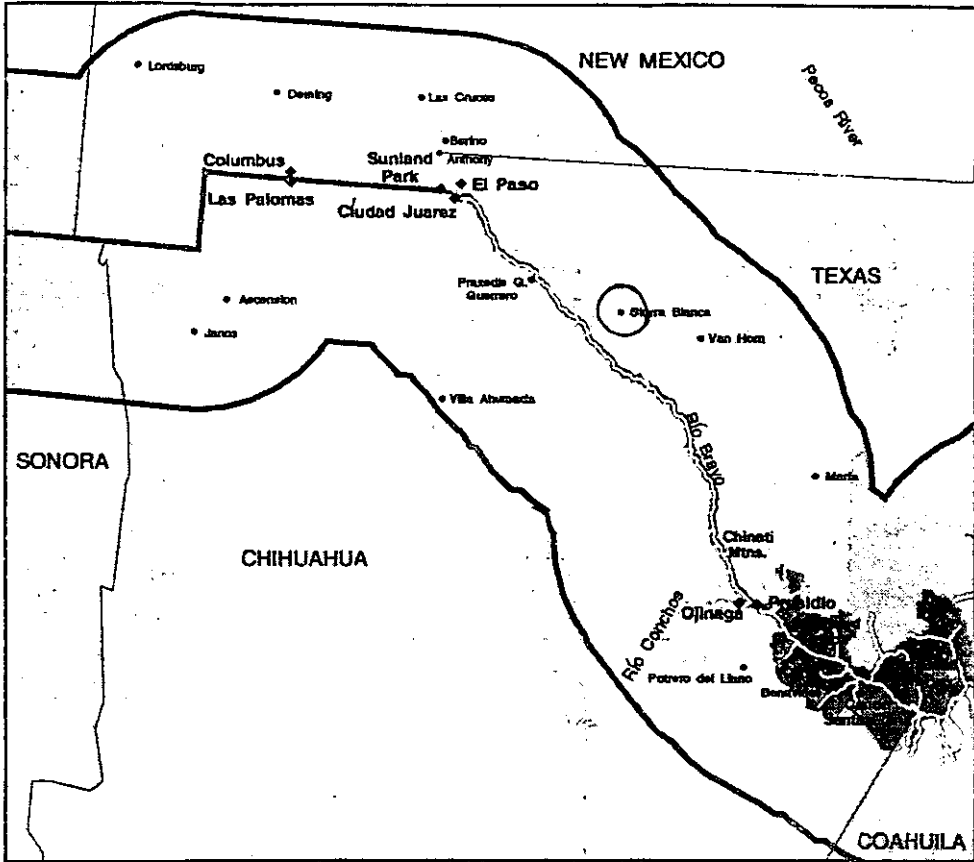 NEW MEXICO
Pecos River
Lordsburg
Deming
Las Cruces
Berino
Anthony
Columbus
Sunland
Park
El Paso
Las Palomas
Ciudad Juarez
TEXAS
Praxedis G.
Guerrero
Ascension
Sierra Blanca
Janos
Van Horn
Villa Ahumada
Río Bravo
SONORA
Marfa
CHIHUAHUA
Chinati
Mtns.
Ojinaga
Presidio
Río Conchos
Potrero del Llano
COAHUILA